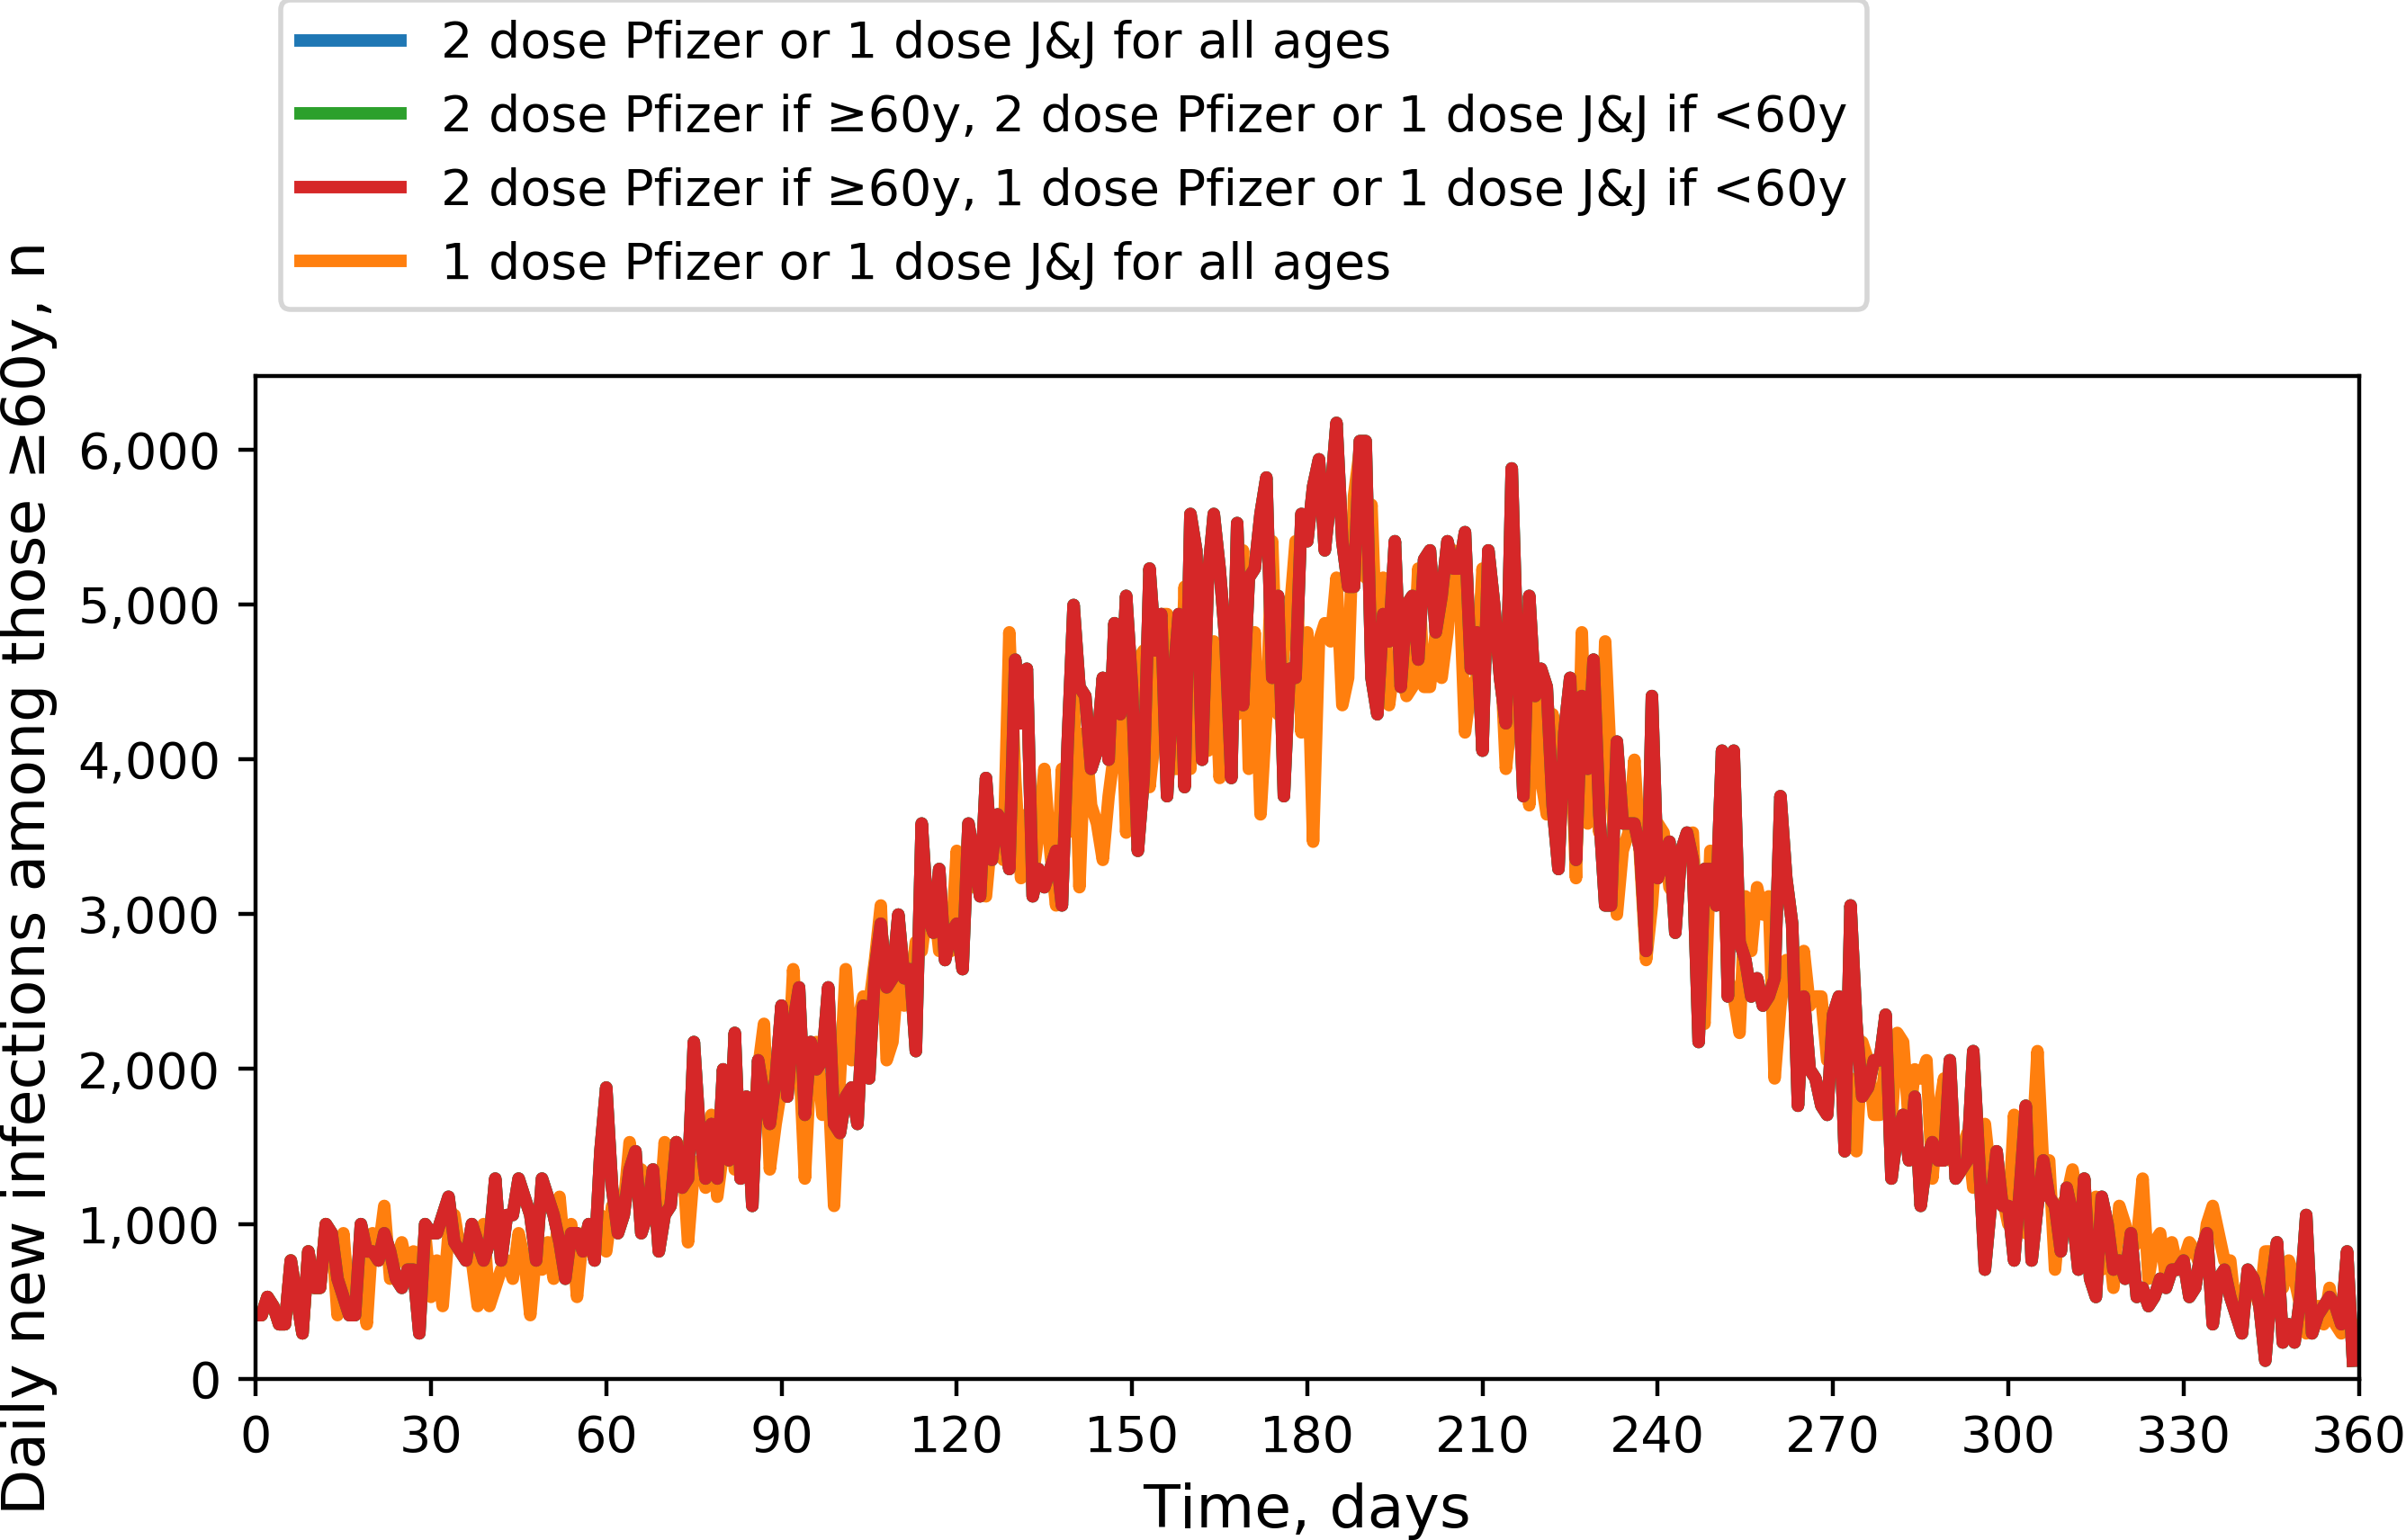 2 dose Pfizer or 1 dose J&J for all ages
2 dose Pfizer if ≥60y, 2 dose Pfizer or 1 dose J&J if <60y
2 dose Pfizer if ≥60y, 1 dose Pfizer or 1 dose J&J if <60y
1 dose Pfizer or 1 dose J&J for all ages
Daily new infections among those ≥60y, n
6,000
5,000
4,000
3,000
2,000
1,000
0
0 30 60 90 120 150 180 210 240 270 300 330 360
Time, days